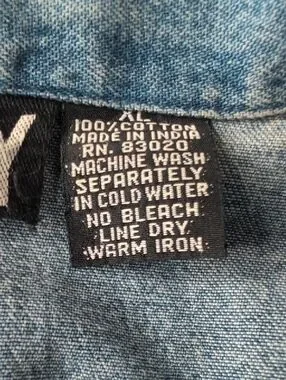 XL
100% COTTON
MADE IN INDIA
RN. 83020
MACHINE WASH
SEPARATELY
IN COLD WATER
NO BLEACH
LINE DRY
WARM IRON.
Y